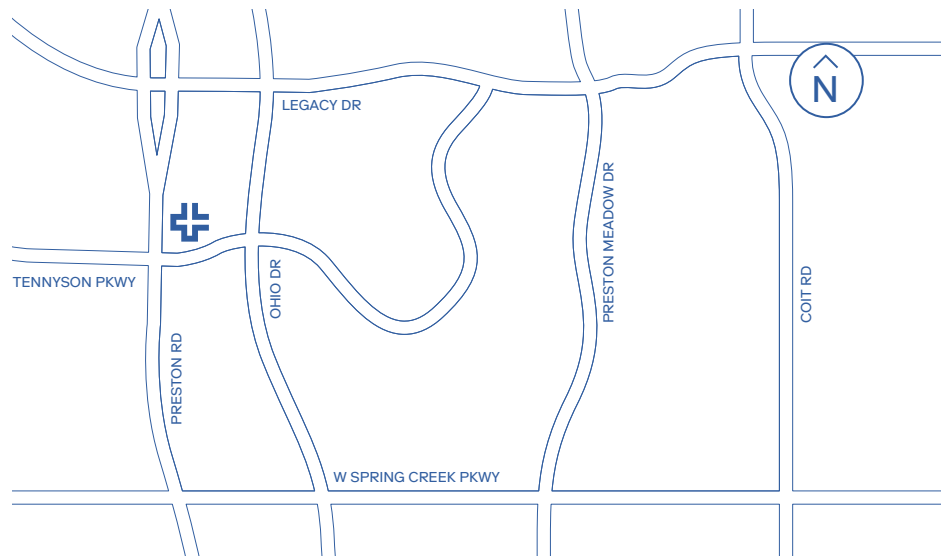 N
LEGACY DR
PRESTON MEADOW DR
OHIO DR
TENNYSON PKWY
COIT RD
PRESTON RD
W SPRING CREEK PKWY